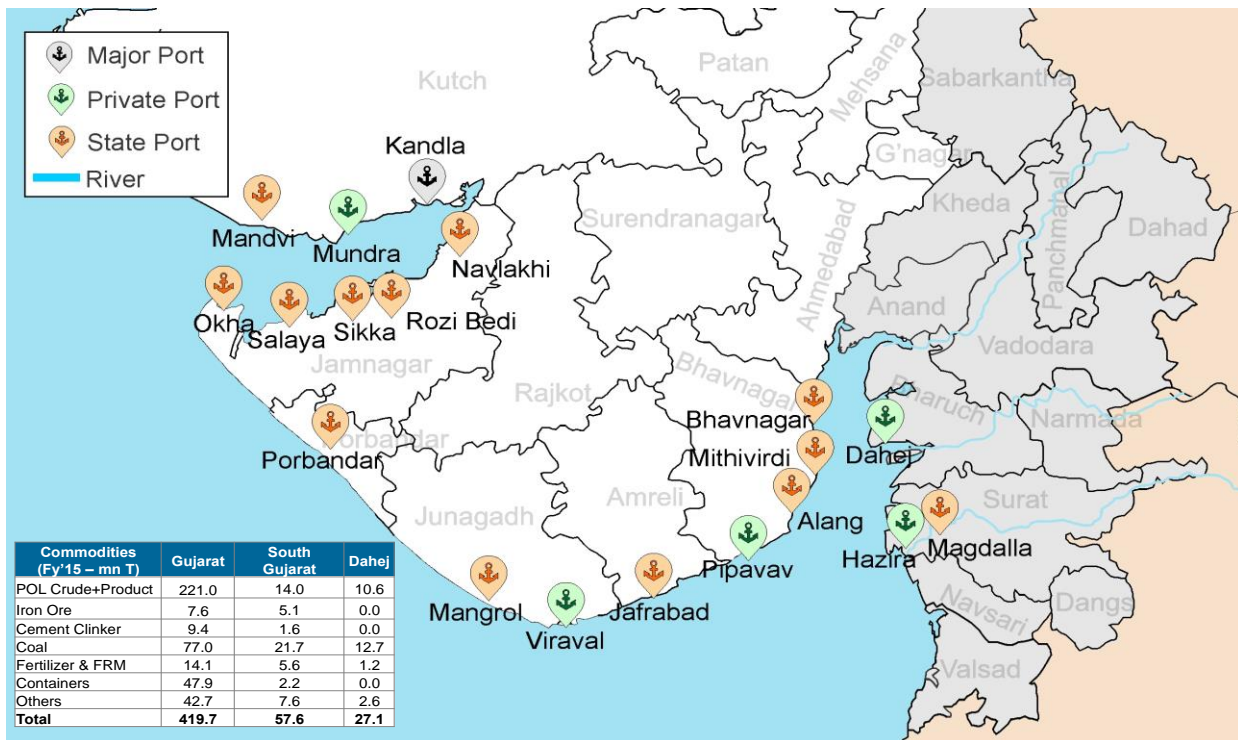 Major Port
Private Port
State Port
River
Kutch
Patan
Mehsana
Sabarkantha
G'nagar
Kandla
Mandvi
Mundra
Navlakhi
Surendranagar
Ahmedabad
Kheda
Panchmahal
Dahad
Anand
Okha
Salaya
Sikka
Rozi Bedi
Jamnagar
Rajkot
Bhavnagar
Vadodara
Bharuch
Narmada
Porbandar
Porbandar
Bhavnagar
Mithivirdi
Dahej
Amreli
Junagadh
Alang
Surat
Hazira
Magdalla
Pipavav
Mangrol
Jafrabad
Viraval
Navsari
Dangs
Valsad
Commodities (Fy'15 – mn T) Gujarat South Gujarat Dahej
POL Crude+Product 221.0 14.0 10.6
Iron Ore 7.6 5.1 0.0
Cement Clinker 9.4 1.6 0.0
Coal 77.0 21.7 12.7
Fertilizer & FRM 14.1 5.6 1.2
Containers 47.9 2.2 0.0
Others 42.7 7.6 2.6
Total 419.7 57.6 27.1